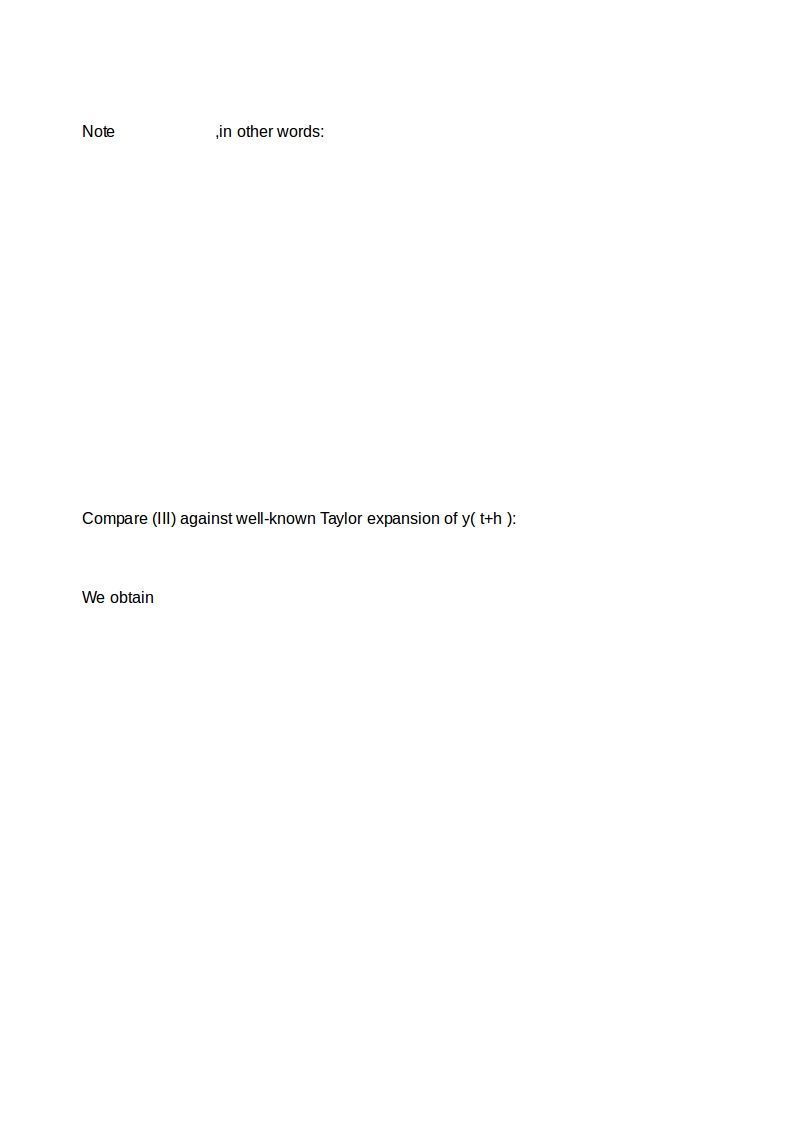 Note ,in other words:
Compare (III) against well-known Taylor expansion of y( t+h ):
We obtain